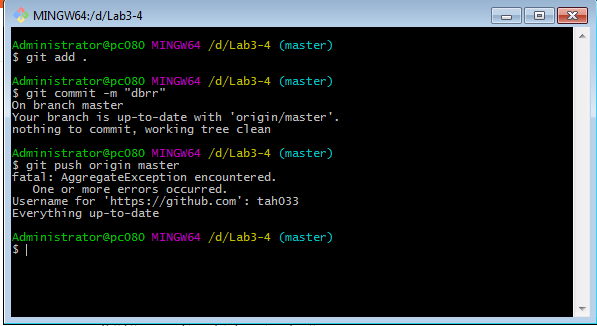 MINGW64:/d/Lab3-4
Administrator@pc080 MINGW64 /d/Lab3-4 (master)
$ git add .
Administrator@pc080 MINGW64 /d/Lab3-4 (master)
$ git commit -m "dbrr"
On branch master
Your branch is up-to-date with 'origin/master'.
nothing to commit, working tree clean
Administrator@pc080 MINGW64 /d/Lab3-4 (master)
$ git push origin master
fatal: AggregateException encountered.
   One or more errors occurred.
Username for 'https://github.com': tah033
Everything up-to-date
Administrator@pc080 MINGW64 /d/Lab3-4 (master)
$